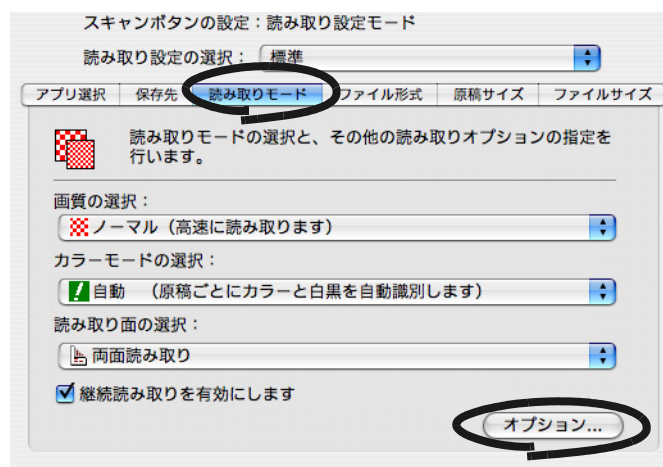 スキャンボタンの設定：読み取り設定モード
読み取り設定の選択： 標準
アプリ選択 保存先 読み取りモード ファイル形式 原稿サイズ ファイルサイズ
読み取りモードの選択と、その他の読み取りオプションの指定を
行います。
画質の選択：
ノーマル（高速に読み取ります）
カラーモードの選択：
自動 （原稿ごとにカラーと白黒を自動識別します）
読み取り面の選択：
両面読み取り
継続読み取りを有効にします
オプション...